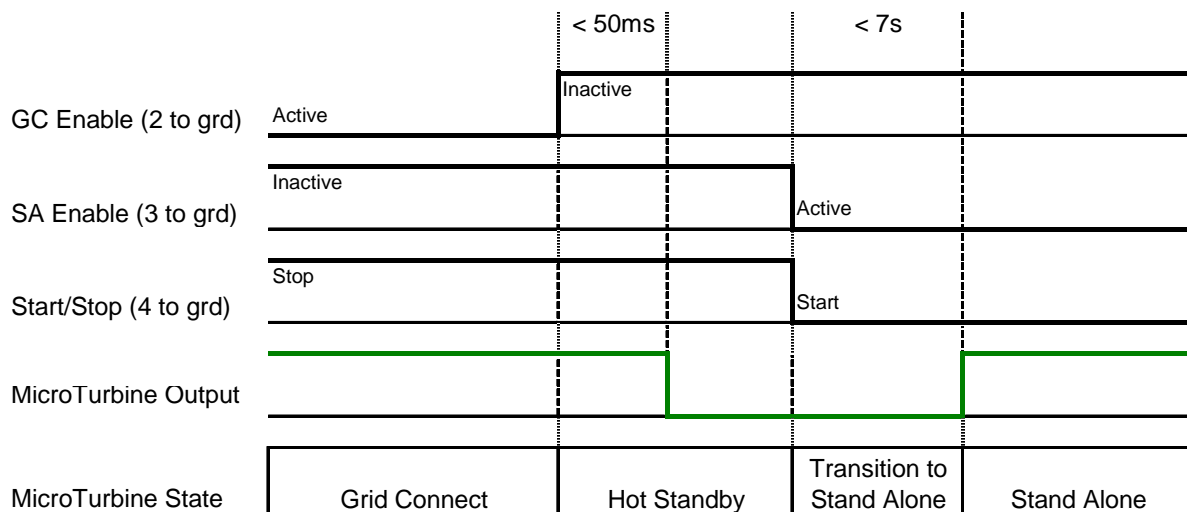 < 50ms
< 7s
GC Enable (2 to grd)
Active
Inactive
SA Enable (3 to grd)
Inactive
Active
Start/Stop (4 to grd)
Stop
Start
MicroTurbine Output
MicroTurbine State
Grid Connect
Hot Standby
Transition to
Stand Alone
Stand Alone